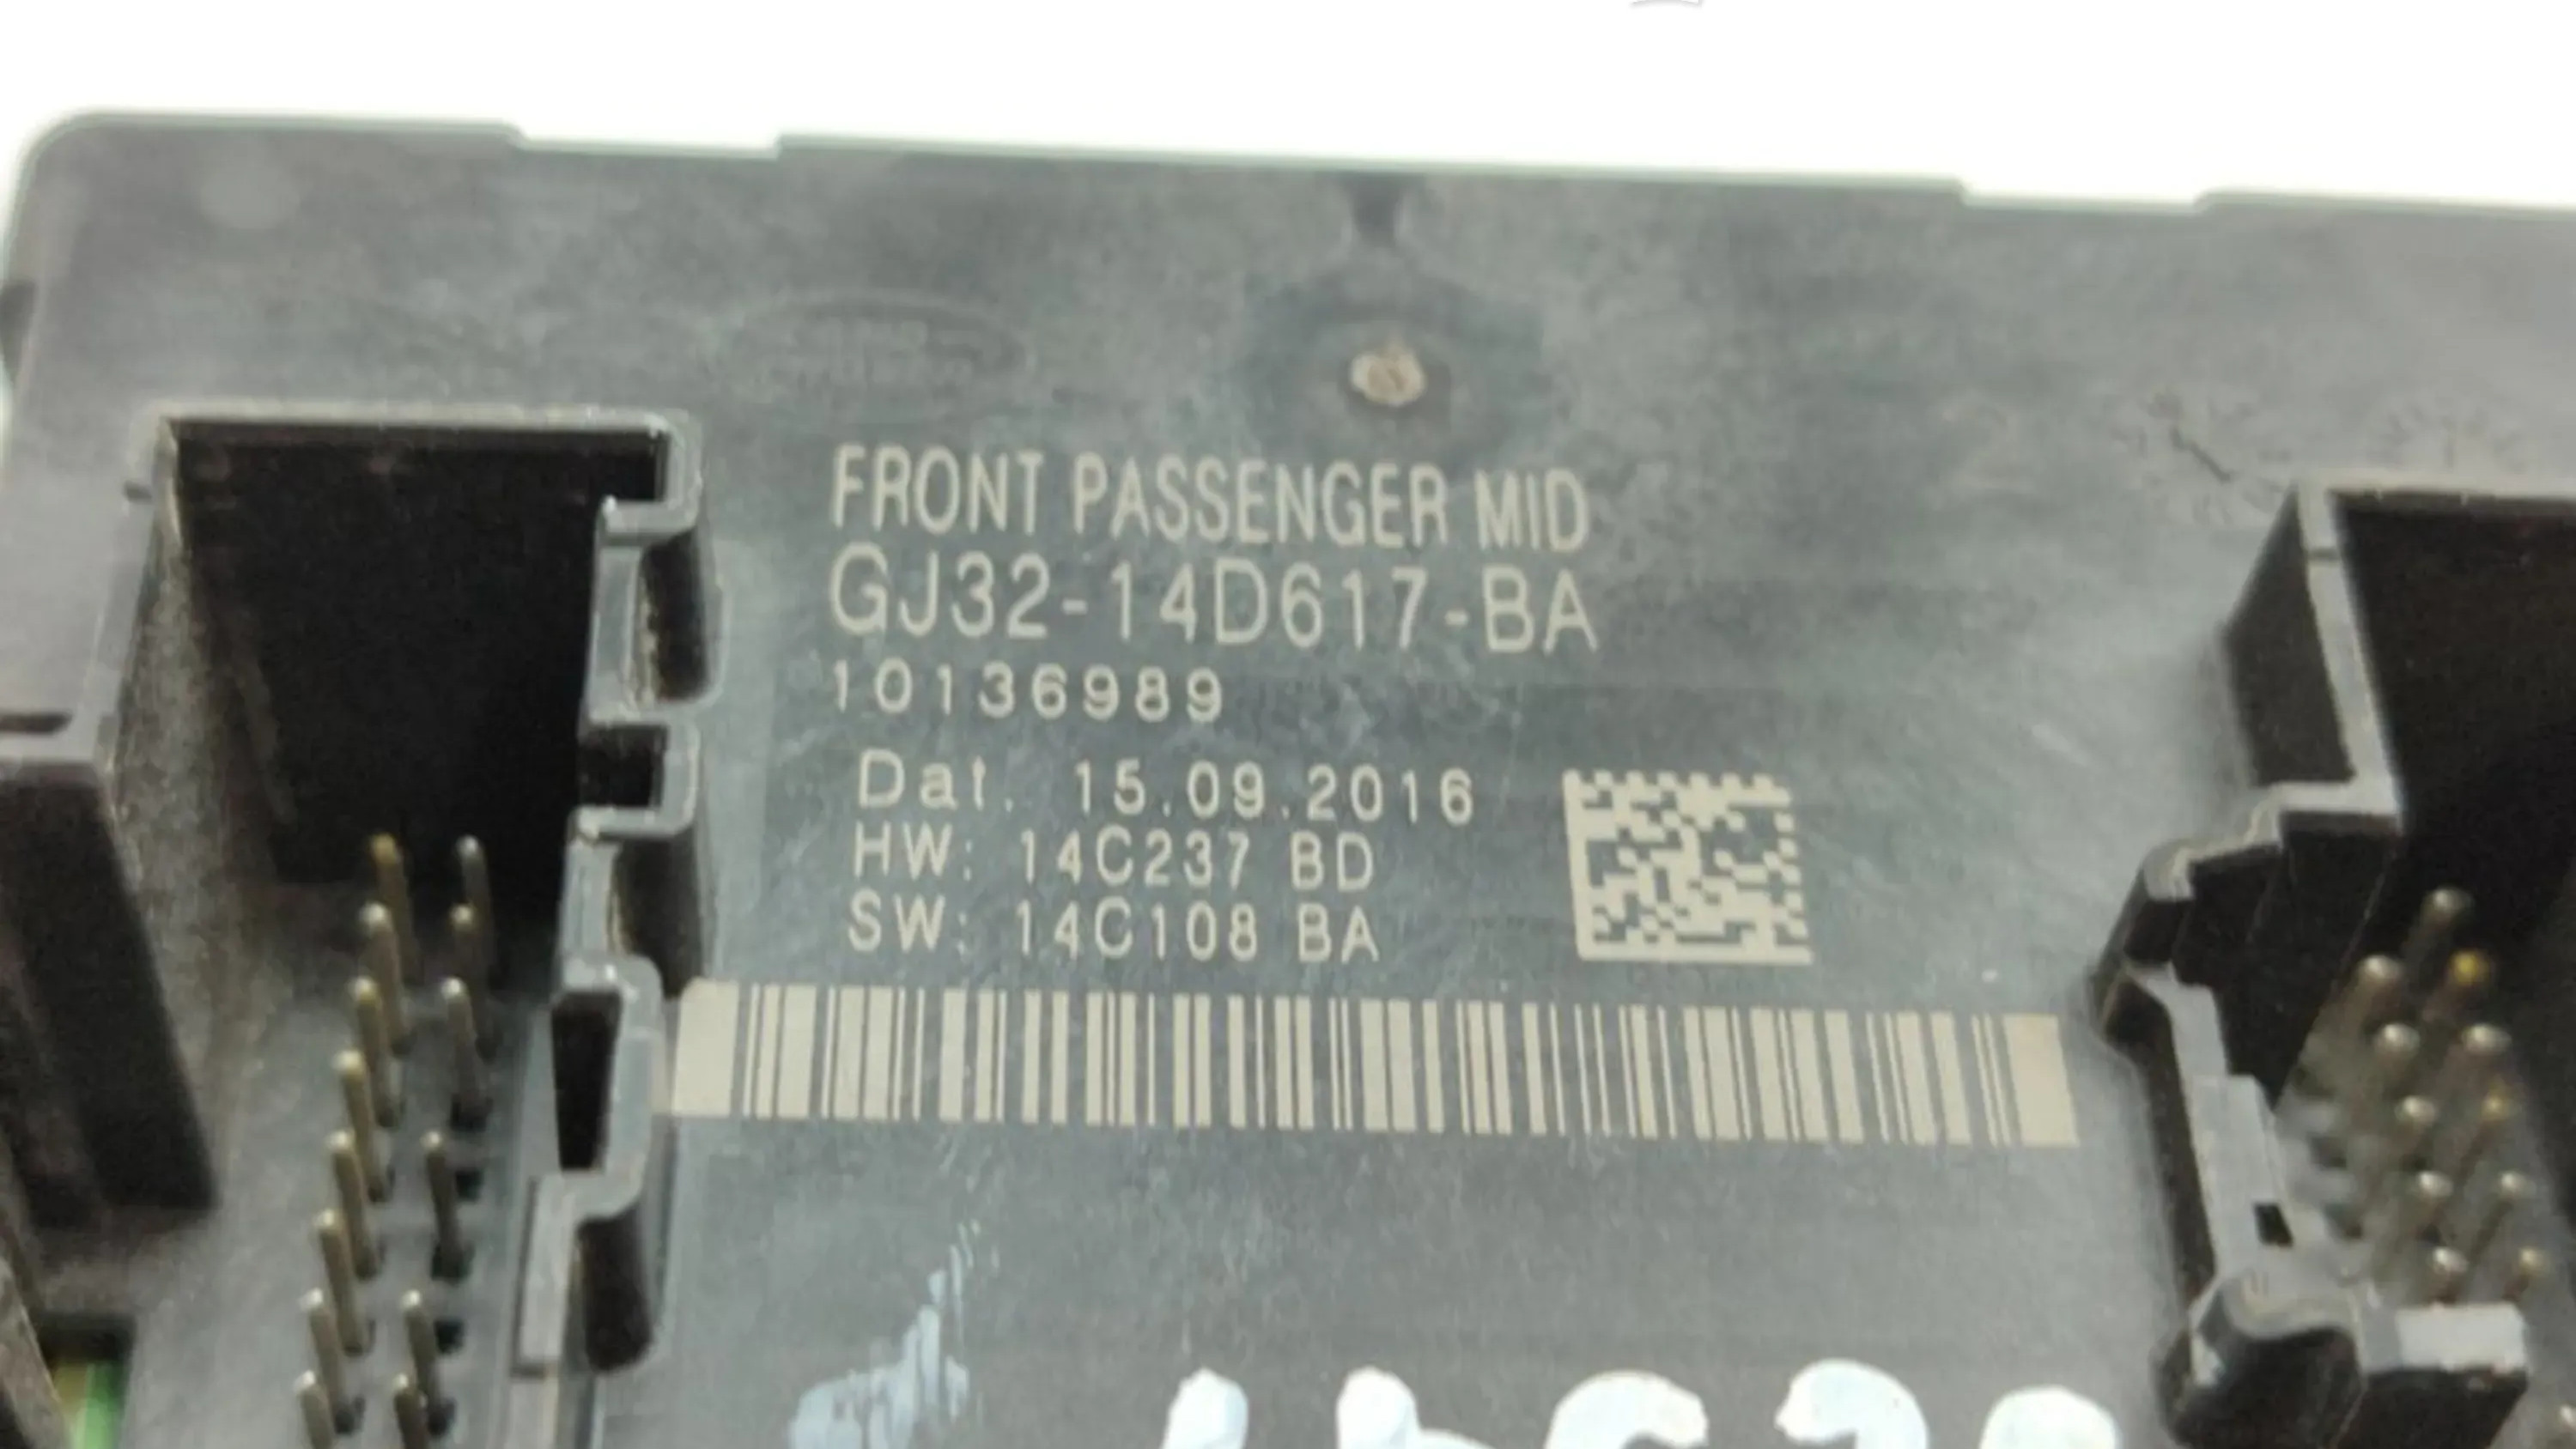 FRONT PASSENGER MID
GJ32-14D617-BA
10136989
Dat. 15.09.2016
HW: 14C237 BD
SW: 14C108 BA